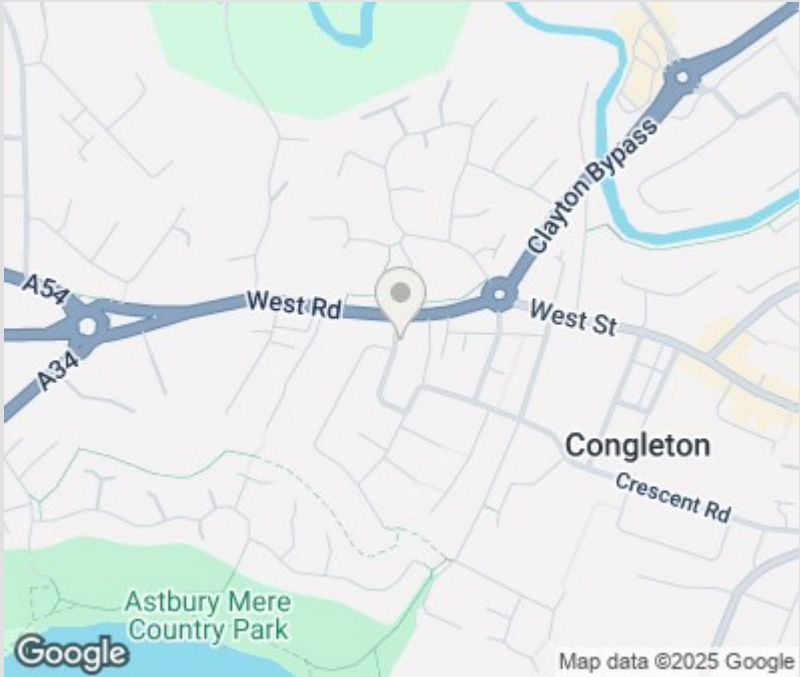 Clayton Bypass
A54
West Rd
West St
A34
Congleton
Crescent Rd
Astbury Mere
Country Park
Google
Map data ©2025 Google